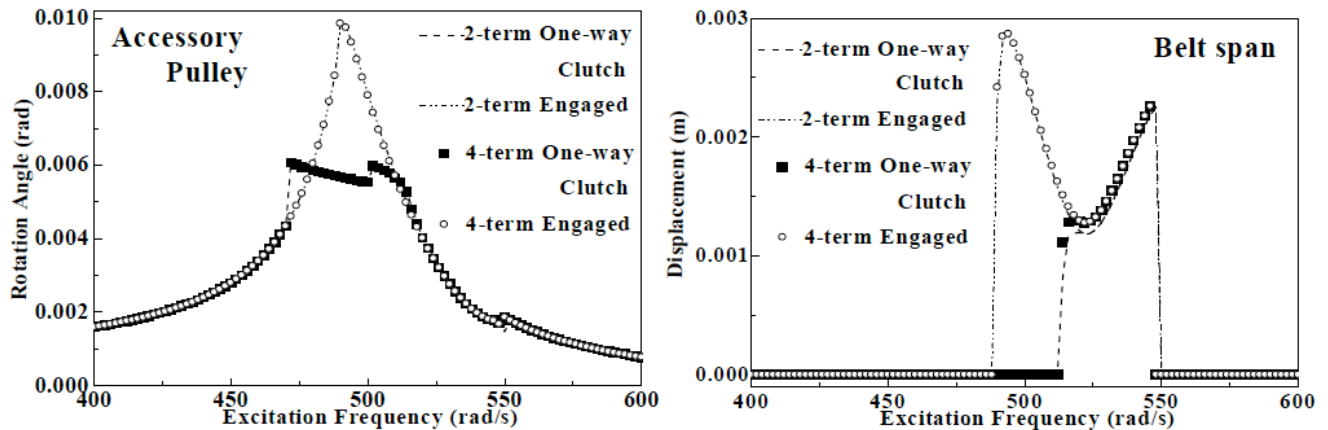 Accessory
Pulley
2-term One-way
Clutch
2-term Engaged
4-term One-way
Clutch
4-term Engaged
Rotation Angle (rad)
0.010
0.008
0.006
0.004
0.002
0.000
400
450
500
550
600
Excitation Frequency (rad/s)
Belt span
2-term One-way
Clutch
2-term Engaged
4-term One-way
Clutch
4-term Engaged
Displacement (m)
0.003
0.002
0.001
0.000
400
450
500
550
600
Excitation Frequency (rad/s)